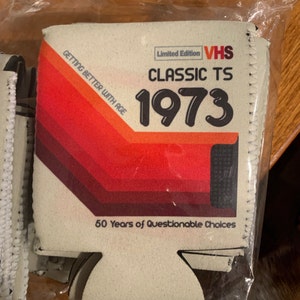 Limited Edition VHS
CLASSIC TS
GETTING BETTER WITH AGE
1973
50 Years of Questionable Choices